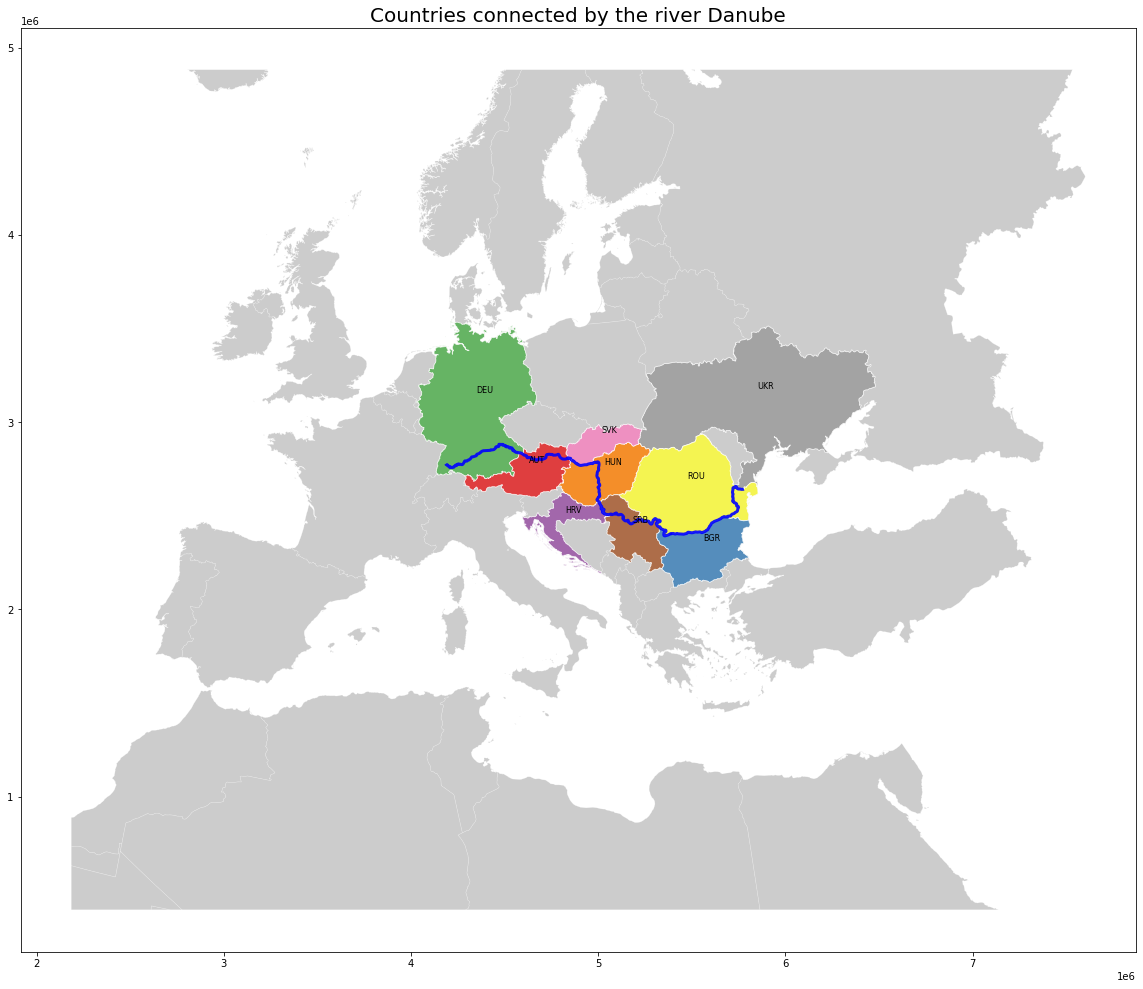 Countries connected by the river Danube
1e6
5
4
3
2
1
DEU
UKR
SVK
AUT
HUN
ROU
HRV
SRB
BGR
2
3
4
5
6
7
1e6